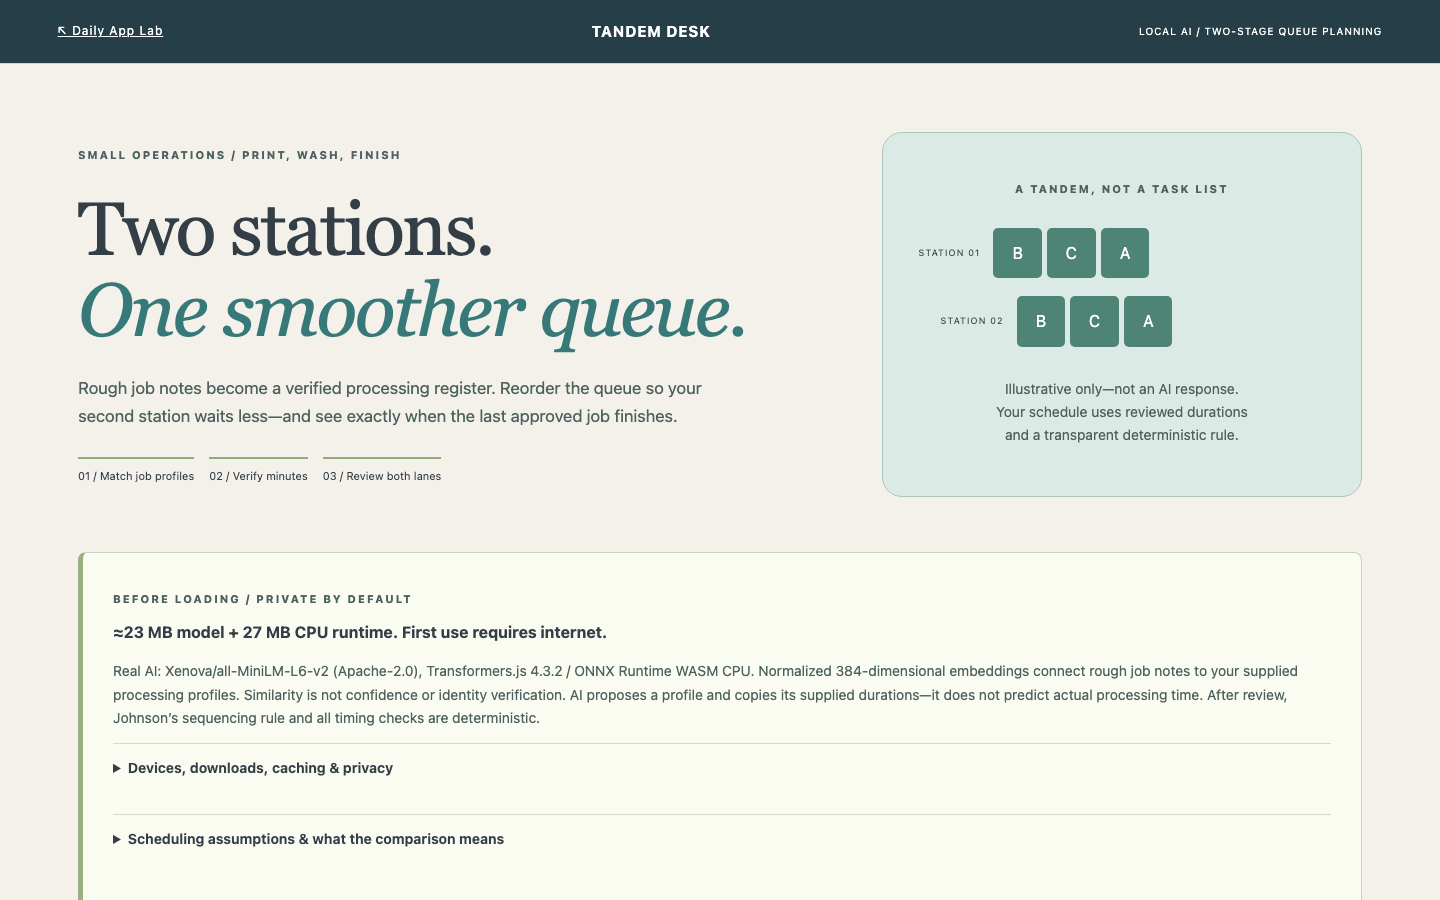 ↖ Daily App Lab
TANDEM DESK
LOCAL AI / TWO-STAGE QUEUE PLANNING
SMALL OPERATIONS / PRINT, WASH, FINISH
Two stations.
One smoother queue.
Rough job notes become a verified processing register. Reorder the queue so your
second station waits less—and see exactly when the last approved job finishes.
01 / Match job profiles
02 / Verify minutes
03 / Review both lanes
A TANDEM, NOT A TASK LIST
STATION 01 B C A
STATION 02 B C A
Illustrative only—not an AI response.
Your schedule uses reviewed durations
and a transparent deterministic rule.
BEFORE LOADING / PRIVATE BY DEFAULT
≈23 MB model + 27 MB CPU runtime. First use requires internet.
Real AI: Xenova/all-MiniLM-L6-v2 (Apache-2.0), Transformers.js 4.3.2 / ONNX Runtime WASM CPU. Normalized 384-dimensional embeddings connect rough job notes to your supplied
processing profiles. Similarity is not confidence or identity verification. AI proposes a profile and copies its supplied durations—it does not predict actual processing time. After review,
Johnson's sequencing rule and all timing checks are deterministic.
▶ Devices, downloads, caching & privacy
▶ Scheduling assumptions & what the comparison means